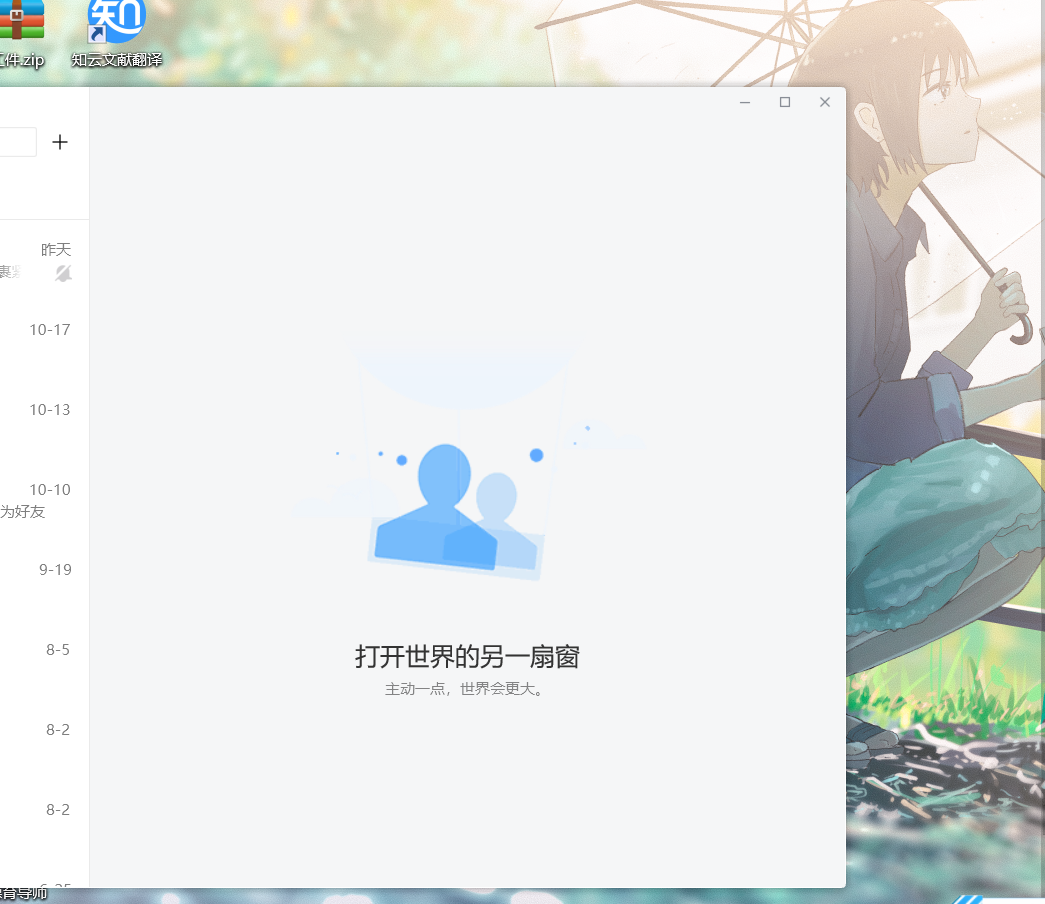 知
件.zip
知云文献翻译
昨天
10-17
10-13
10-10
为好友
9-19
8-5
8-2
8-2
打开世界的另一扇窗
主动一点，世界会更大。
育导师